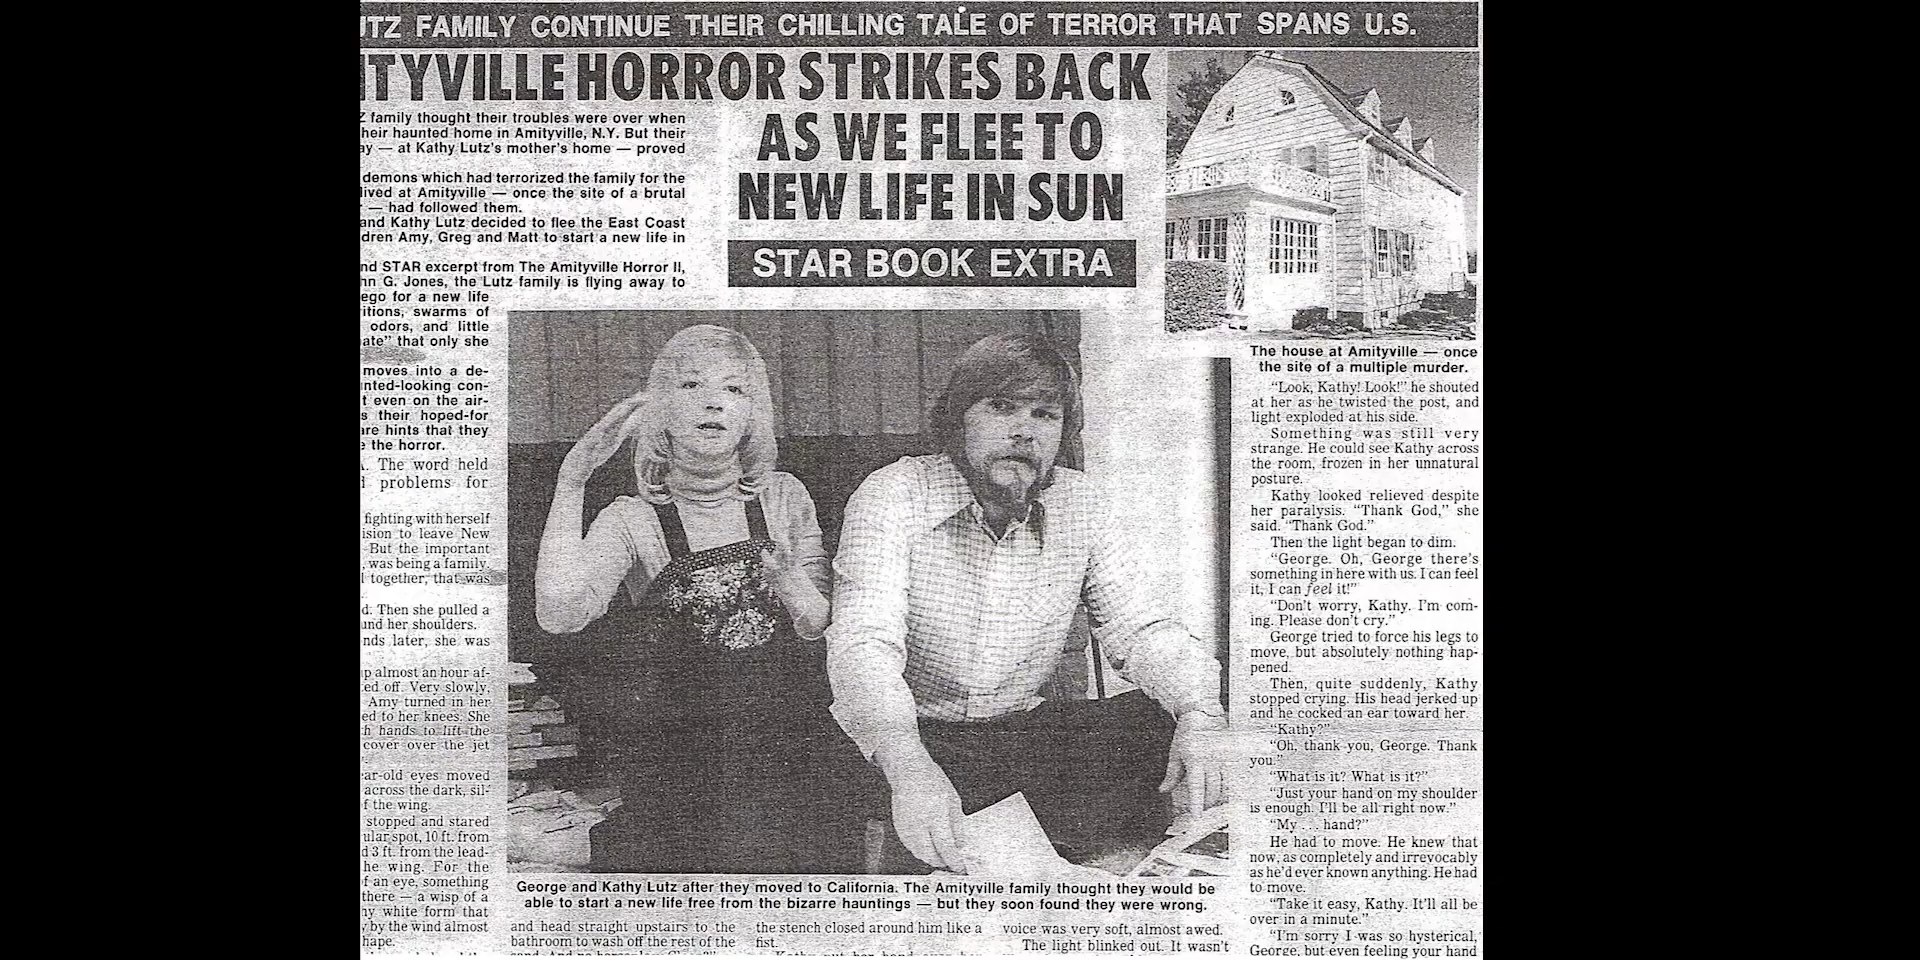 UTZ FAMILY CONTINUE THEIR CHILLING TALE OF TERROR THAT SPANS U.S.
ITYVILLE HORROR STRIKES BACK
AS WE FLEE TO
NEW LIFE IN SUN
STAR BOOK EXTRA
Z family thought their troubles were over when
heir haunted home in Amityville, N.Y. But their
ay — at Kathy Lutz's mother's home — proved
demons which had terrorized the family for the
lived at Amityville — once the site of a brutal
r — had followed them.
and Kathy Lutz decided to flee the East Coast
dren Amy, Greg and Matt to start a new life in
nd STAR excerpt from The Amityville Horror II,
hn G. Jones, the Lutz family is flying away to
ego for a new life
itions, swarms of
odors, and little
ate" that only she
moves into a de-
unted-looking con-
t even on the air-
s their hoped-for
are hints that they
e the horror.
. The word held
d problems for
fighting with herself
ision to leave New
But the important
, was being a family.
l together, that was
d. Then she pulled a
und her shoulders.
nds later, she was
p almost an hour af-
ed off. Very slowly,
Amy turned in her
ed to her knees. She
h hands to lift the
cover over the jet
ar-old eyes moved
across the dark, sil-
f the wing.
stopped and stared
ular spot, 10 ft. from
d 3 ft. from the lead-
he wing. For the
f an eye, something
there — a wisp of a
ny white form that
y by the wind almost
hape.
George and Kathy Lutz after they moved to California. The Amityville family thought they would be
able to start a new life free from the bizarre hauntings — but they soon found they were wrong.
and head straight upstairs to the
bathroom to wash off the rest of the
the stench closed around him like a
fist.
voice was very soft, almost awed.
The light blinked out. It wasn't
The house at Amityville — once
the site of a multiple murder.
"Look, Kathy! Look!" he shouted
at her as he twisted the post, and
light exploded at his side.
Something was still very
strange. He could see Kathy across
the room, frozen in her unnatural
posture.
Kathy looked relieved despite
her paralysis. "Thank God," she
said. "Thank God."
Then the light began to dim.
"George. Oh, George there's
something in here with us. I can feel
it, I can feel it!"
"Don't worry, Kathy. I'm com-
ing. Please don't cry."
George tried to force his legs to
move, but absolutely nothing hap-
pened.
Then, quite suddenly, Kathy
stopped crying. His head jerked up
and he cocked an ear toward her.
"Kathy?"
"Oh, thank you, George. Thank
you."
"What is it? What is it?"
"Just your hand on my shoulder
is enough. I'll be all right now."
"My . . . hand?"
He had to move. He knew that
now, as completely and irrevocably
as he'd ever known anything. He had
to move.
"Take it easy, Kathy. It'll all be
over in a minute."
"I'm sorry I was so hysterical,
George, but even feeling your hand